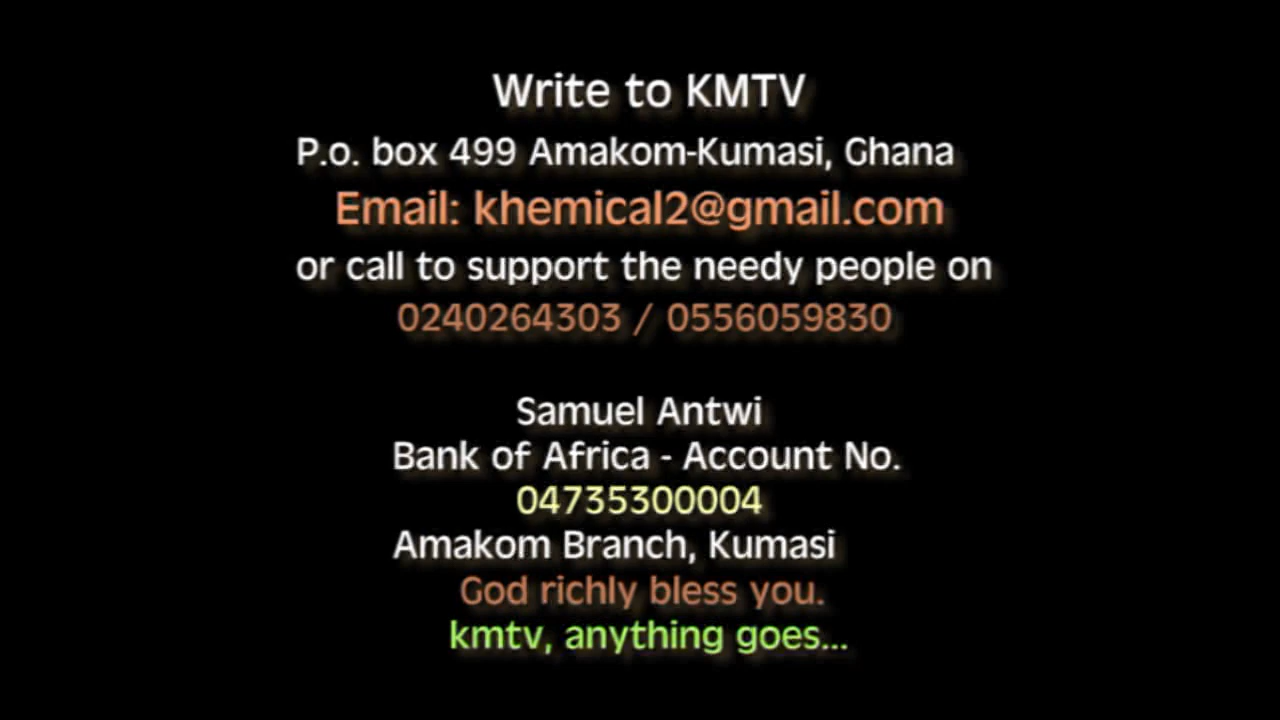 Write to KMTV
P.o. box 499 Amakom-Kumasi, Ghana
Email: khemical2@gmail.com
or call to support the needy people on
0240264303 / 0556059830
Samuel Antwi
Bank of Africa - Account No.
04735300004
Amakom Branch, Kumasi
God richly bless you.
kmtv, anything goes...